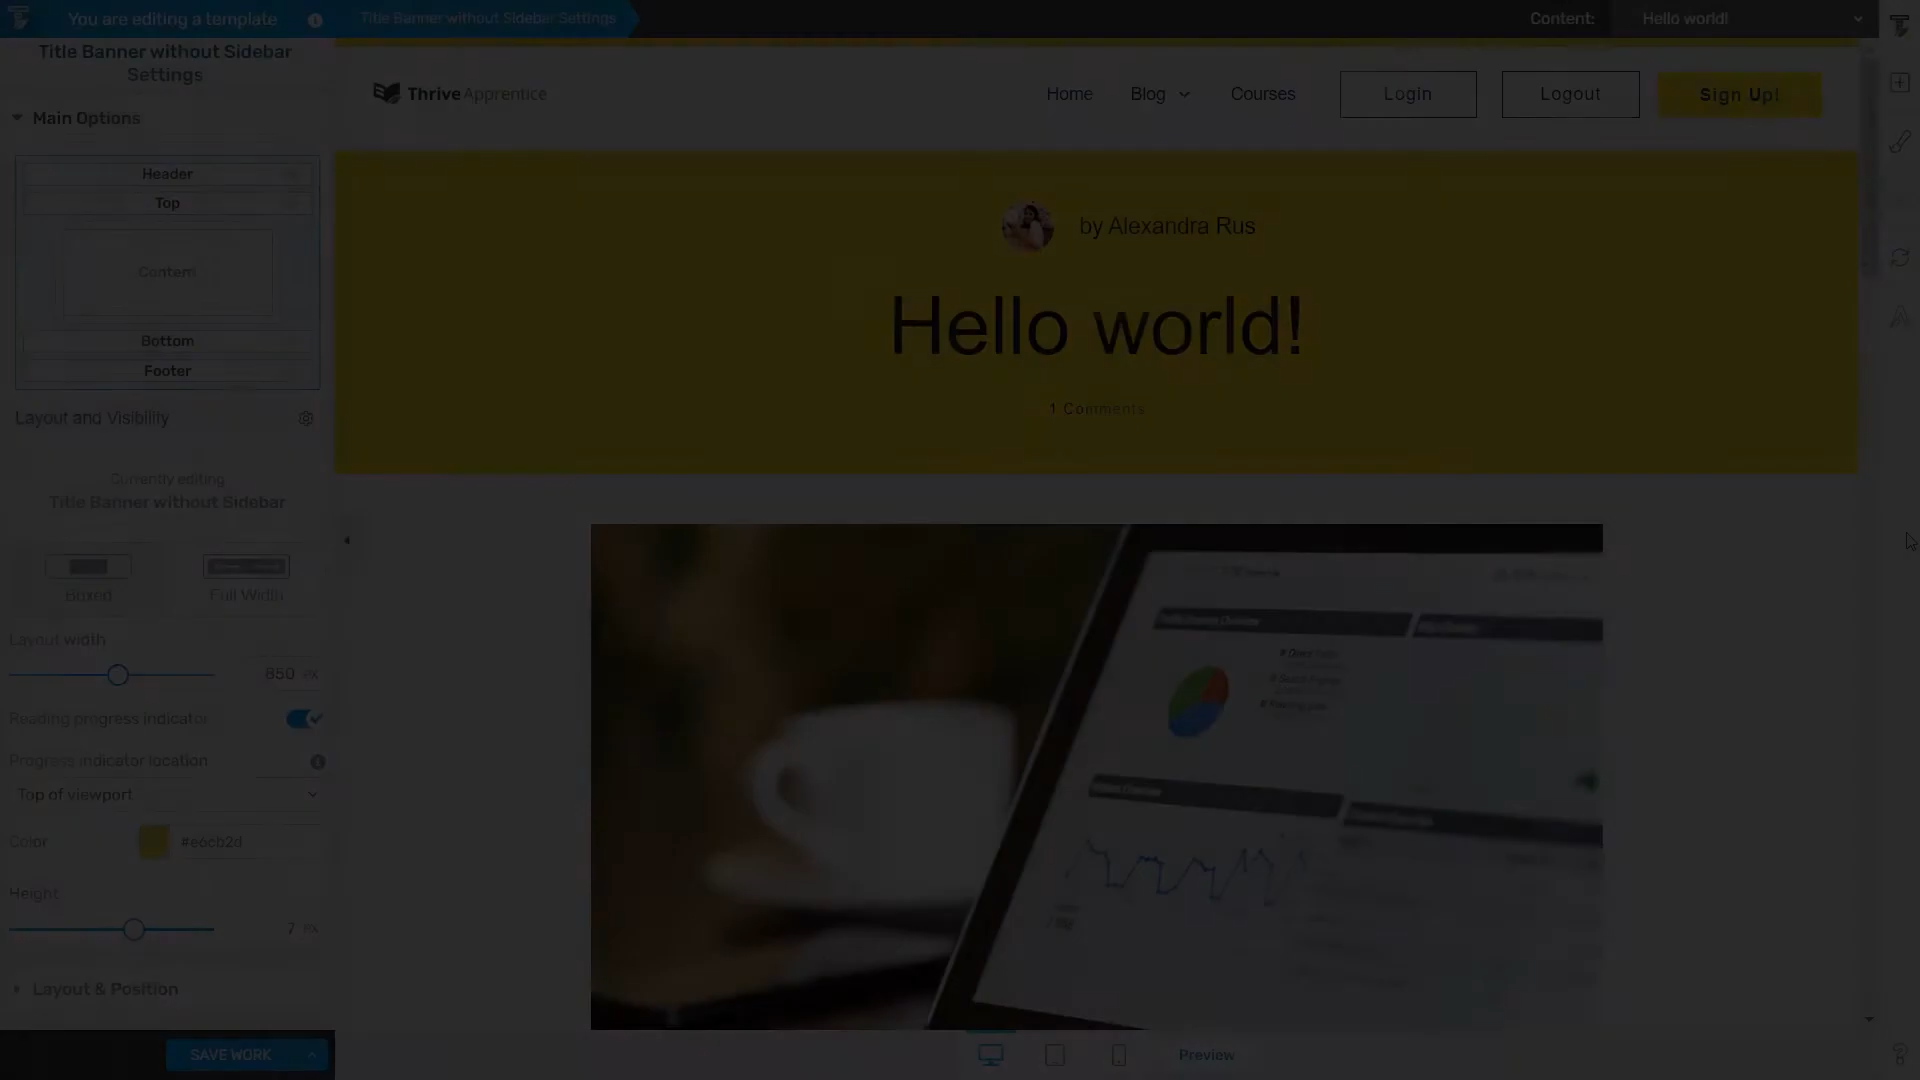 You are editing a template
Title Banner without Sidebar Settings
Content:
Hello world!
Title Banner without Sidebar
Settings
Main Options
Header
Top
Content
Bottom
Footer
Layout and Visibility
Currently editing
Title Banner without Sidebar
Boxed
Full Width
Layout width
850 PX
Reading progress indicator
Progress indicator location
Top of viewport
Color
#e6cb2d
Height
7 PX
Layout & Position
SAVE WORK
Thrive Apprentice
Home
Blog
Courses
Login
Logout
Sign Up!
by Alexandra Rus
Hello world!
1 Comments
Preview